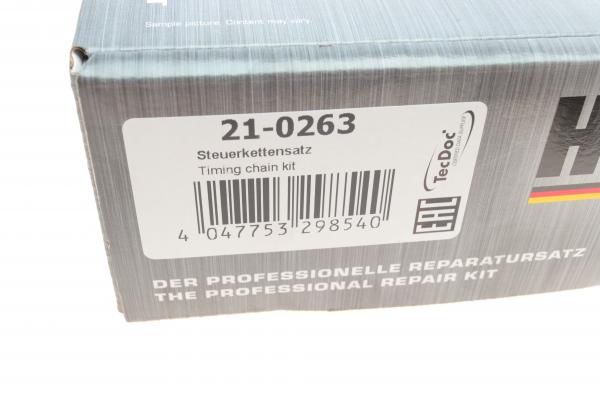 Sample picture. Content may vary.
21-0263
Steuerkettensatz
Timing chain kit
TecDoc
4 047753 298540
EAC
DER PROFESSIONELLE REPARATURSATZ
THE PROFESSIONAL REPAIR KIT